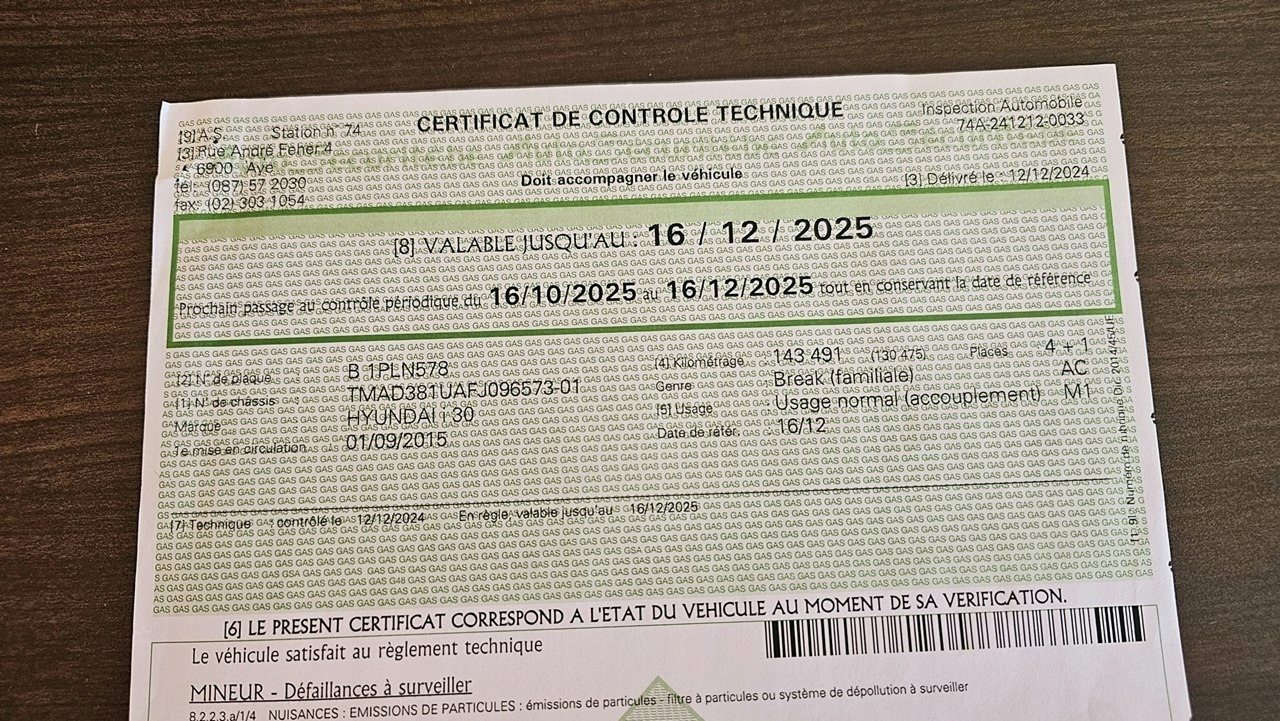 [9] A.S Station n° 74
CERTIFICAT DE CONTROLE TECHNIQUE
Inspection Automobile
74A-241212-0033
[3] Rue André Feher 4
6900 Aye
tél : (087) 57 2030
fax: (02) 303 1054
Doit accompagner le véhicule
[3] Délivré le : 12/12/2024
[8] VALABLE JUSQU'AU : 16 / 12 / 2025
Prochain passage au contrôle périodique du 16/10/2025 au 16/12/2025 tout en conservant la date de référence
[2] N° de plaque B 1PLN578
[1] N° de châssis : TMAD381UAFJ096573-01
Marque HYUNDAI I 30
1e mise en circulation : 01/09/2015
[4] Kilométrage : 143 491 (130 475) Places 4 + 1
Genre : Break (familiale) AC
[5] Usage Usage normal (accouplement) M1
Date de référ. : 16/12
[7] Technique : contrôlé le 12/12/2024 En règle, valable jusqu'au 16/12/2025
[6] LE PRESENT CERTIFICAT CORRESPOND A L'ETAT DU VEHICULE AU MOMENT DE SA VERIFICATION.
Le véhicule satisfait au règlement technique
MINEUR - Défaillances à surveiller
8.2.2.3.a/1/4 NUISANCES : EMISSIONS DE PARTICULES : émissions de particules - filtre à particules ou système de dépollution à surveiller